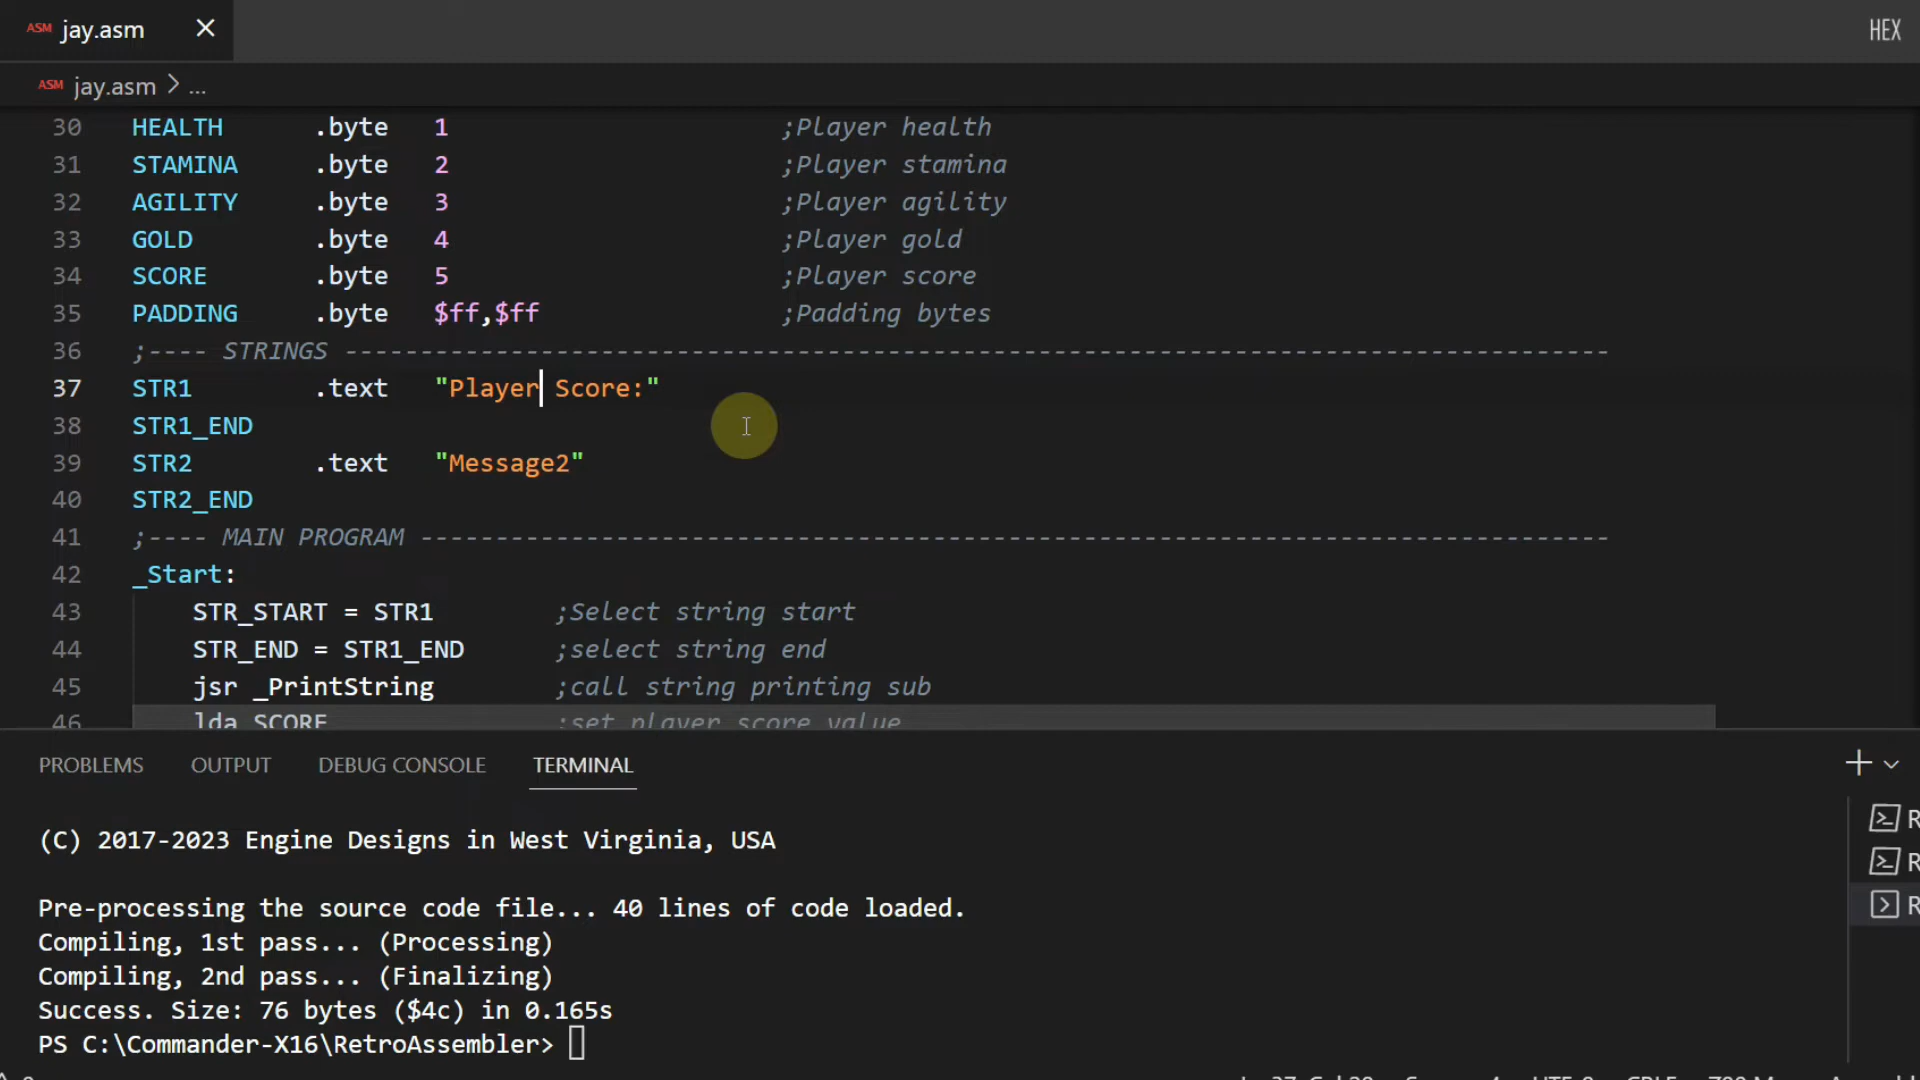 ASM jay.asm × HEX
ASM jay.asm > ...
30 HEALTH .byte 1 ;Player health
31 STAMINA .byte 2 ;Player stamina
32 AGILITY .byte 3 ;Player agility
33 GOLD .byte 4 ;Player gold
34 SCORE .byte 5 ;Player score
35 PADDING .byte $ff,$ff ;Padding bytes
36 ;---- STRINGS ------------------------------------------------------------------------------------
37 STR1 .text "Player Score:"
38 STR1_END
39 STR2 .text "Message2"
40 STR2_END
41 ;---- MAIN PROGRAM -------------------------------------------------------------------------------
42 _Start:
43 STR_START = STR1 ;Select string start
44 STR_END = STR1_END ;select string end
45 jsr _PrintString ;call string printing sub
46 lda SCORE ;set player score value
PROBLEMS OUTPUT DEBUG CONSOLE TERMINAL
(C) 2017-2023 Engine Designs in West Virginia, USA
Pre-processing the source code file... 40 lines of code loaded.
Compiling, 1st pass... (Processing)
Compiling, 2nd pass... (Finalizing)
Success. Size: 76 bytes ($4c) in 0.165s
PS C:\Commander-X16\RetroAssembler>
R
R
R